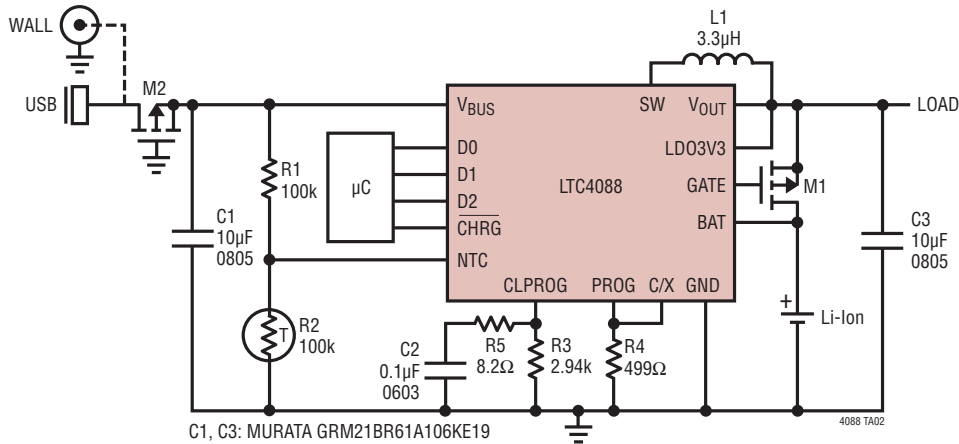 WALL
USB
M2
L1
3.3µH
VBUS
SW
VOUT
LOAD
D0
D1
D2
CHRG
NTC
LDO3V3
GATE
BAT
LTC4088
µC
M1
R1
100k
C1
10µF
0805
C3
10µF
0805
CLPROG
PROG
C/X
GND
T
R2
100k
C2
0.1µF
0603
R5
8.2Ω
R3
2.94k
R4
499Ω
+
Li-Ion
4088 TA02
C1, C3: MURATA GRM21BR61A106KE19